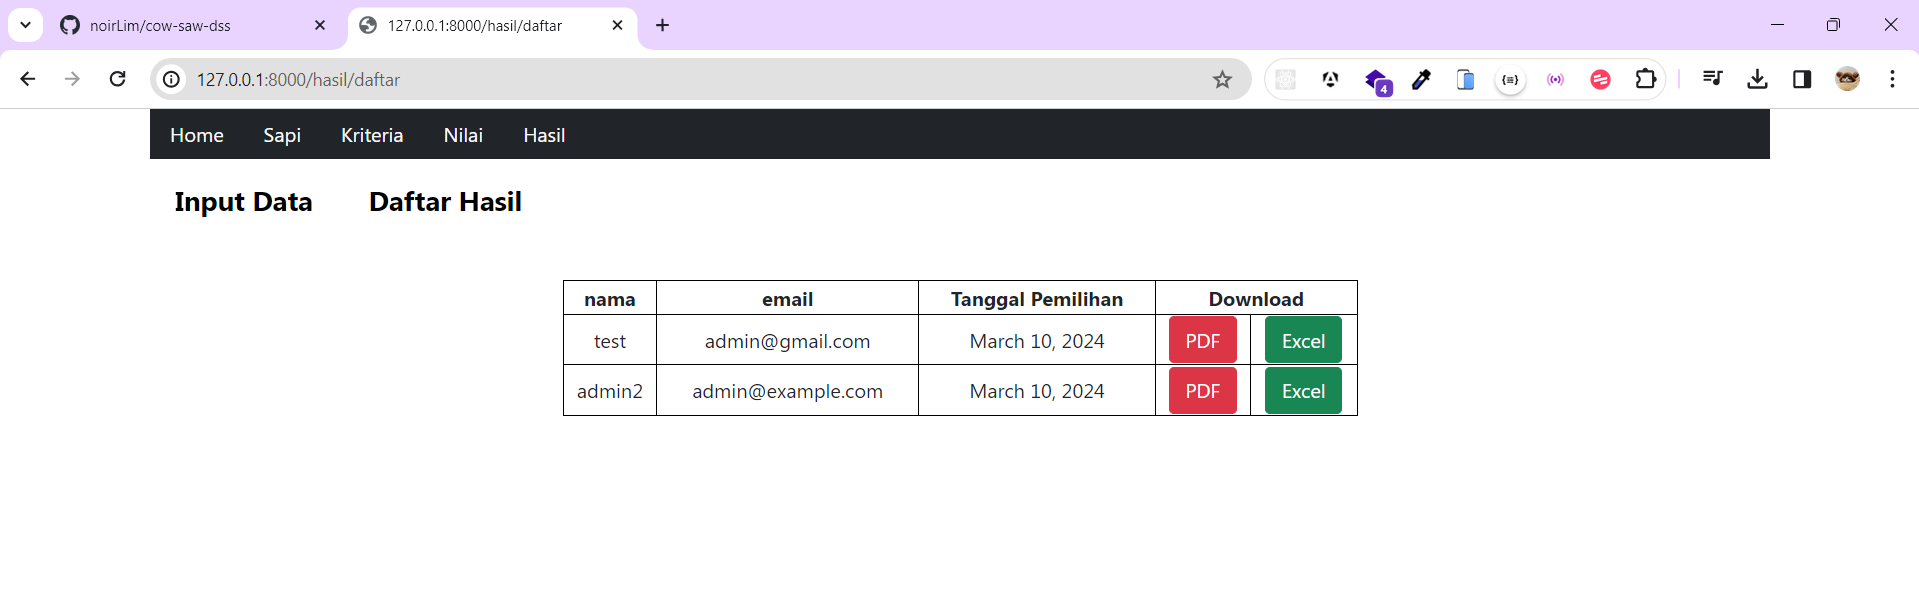 noirLim/cow-saw-dss
127.0.0.1:8000/hasil/daftar
127.0.0.1:8000/hasil/daftar
4
Home Sapi Kriteria Nilai Hasil
Input Data Daftar Hasil
nama email Tanggal Pemilihan Download
test admin@gmail.com March 10, 2024 PDF Excel
admin2 admin@example.com March 10, 2024 PDF Excel